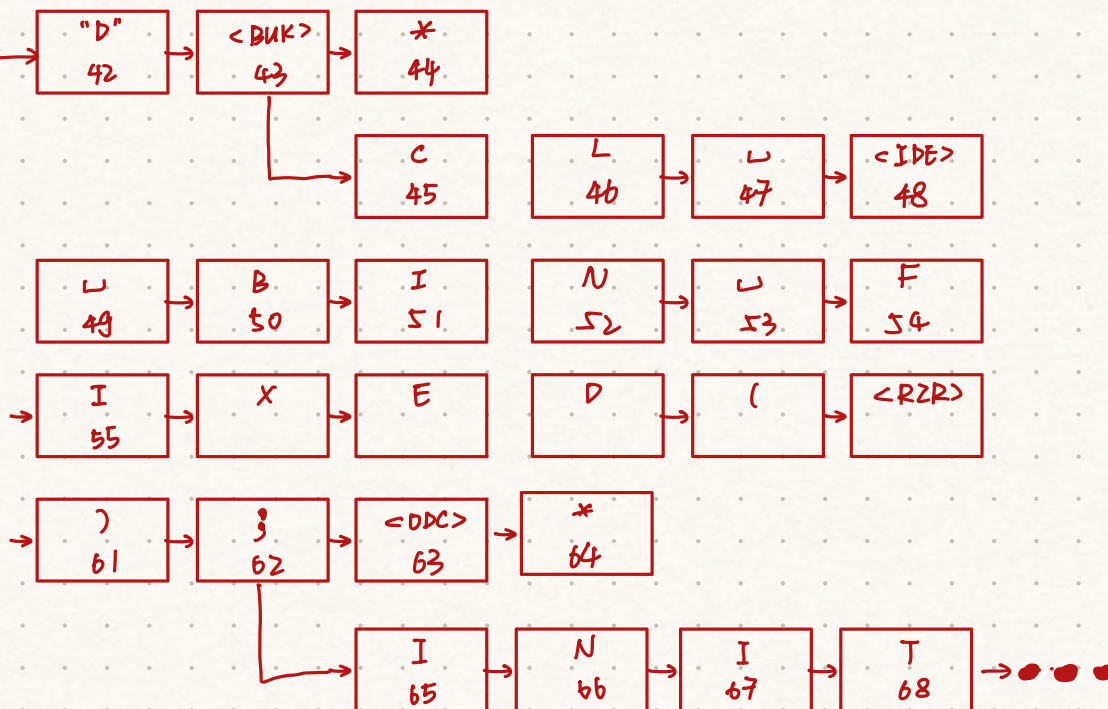 "D" <BUK> *
42 43 44
C L ⌴ <IDE>
45 46 47 48
⌴ B I N ⌴ F
49 50 51 52 53 54
I X E D ( <RZR>
55
) ; <ODC> *
61 62 63 64
I N I T
65 66 67 68